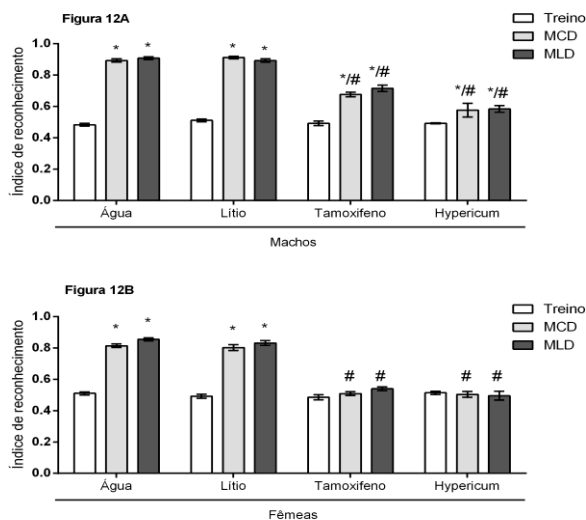 Figura 12A
Treino
MCD
MLD
Índice de reconhecimento
1.0
0.8
0.6
0.4
0.2
0.0
* * * * */# */# */# */#
Água Lítio Tamoxifeno Hypericum
Machos
Figura 12B
Treino
MCD
MLD
Índice de reconhecimento
1.0
0.8
0.6
0.4
0.2
0.0
* * * * # # # #
Água Lítio Tamoxifeno Hypericum
Fêmeas